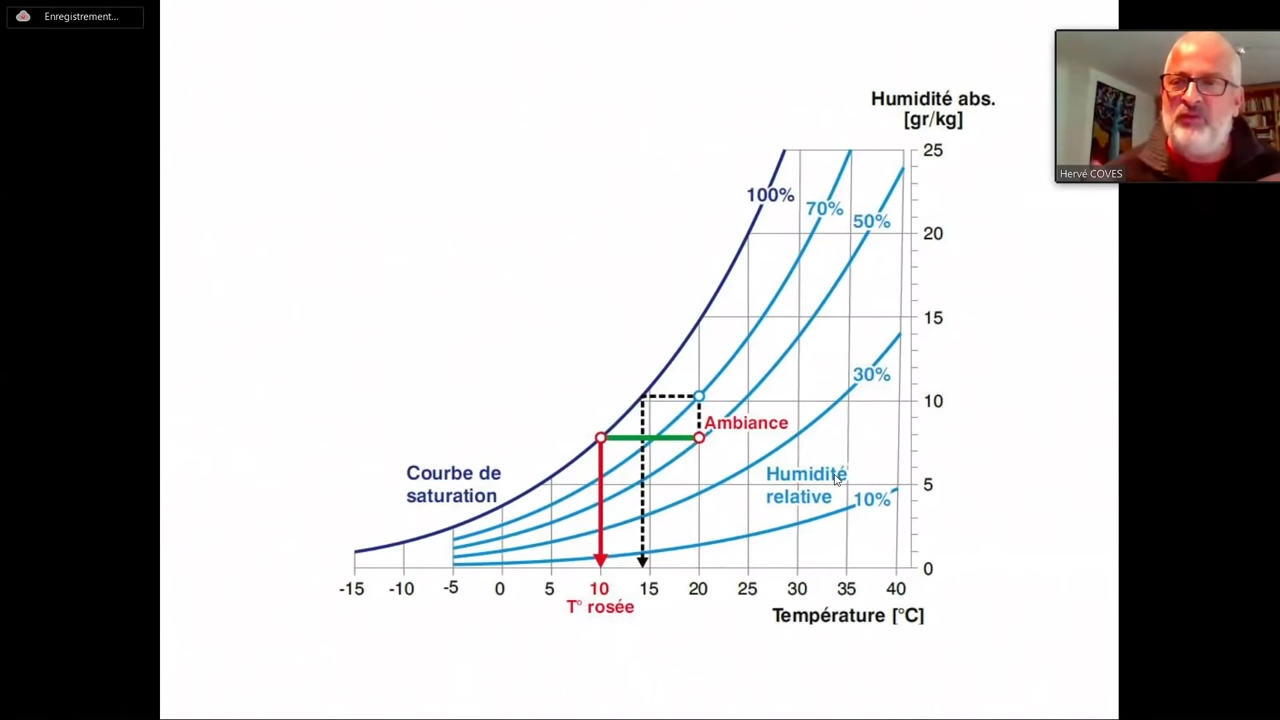 Enregistrement...
Hervé COVES
Humidité abs.
[gr/kg]
25
100%
70%
50%
20
15
30%
10
Ambiance
Courbe de
saturation
Humidité
relative
5
10%
0
-15 -10 -5 0 5 10 15 20 25 30 35 40
T° rosée
Température [°C]